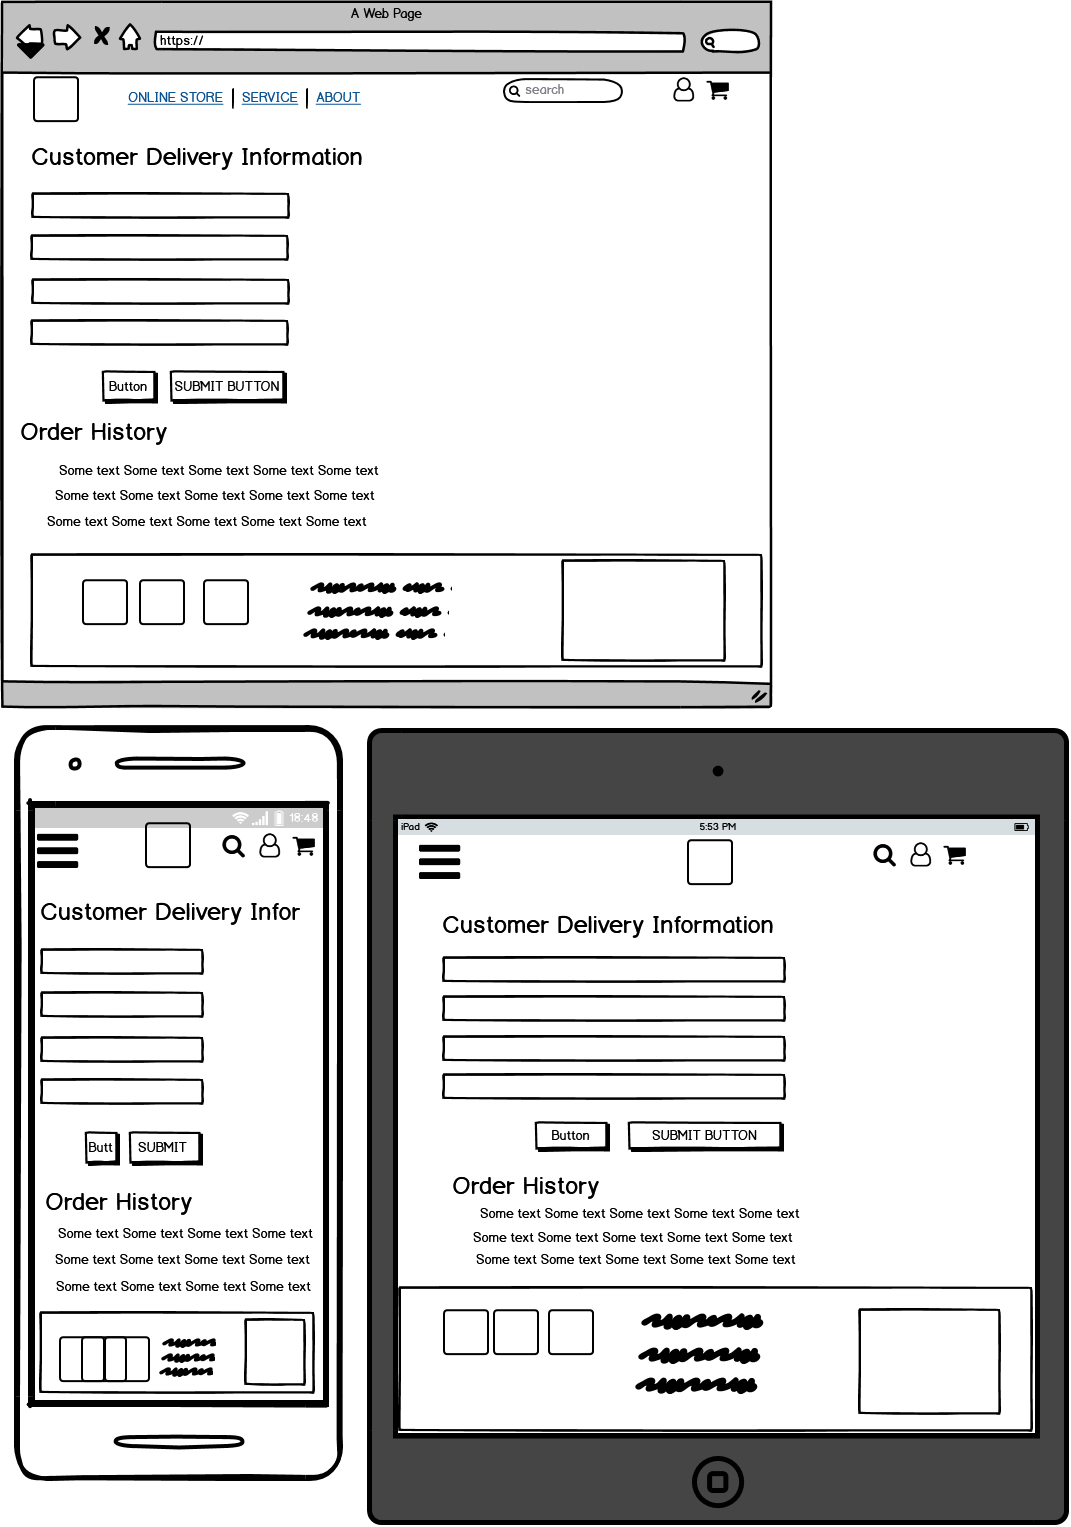 A Web Page
https://
ONLINE STORE | SERVICE | ABOUT
search
Customer Delivery Information
Button
SUBMIT BUTTON
Order History
Some text Some text Some text Some text Some text
Some text Some text Some text Some text Some text
Some text Some text Some text Some text Some text
18:48
Customer Delivery Infor
Butt
SUBMIT
Order History
Some text Some text Some text Some text
Some text Some text Some text Some text
Some text Some text Some text Some text
iPad
5:53 PM
Customer Delivery Information
Button
SUBMIT BUTTON
Order History
Some text Some text Some text Some text Some text
Some text Some text Some text Some text Some text
Some text Some text Some text Some text Some text